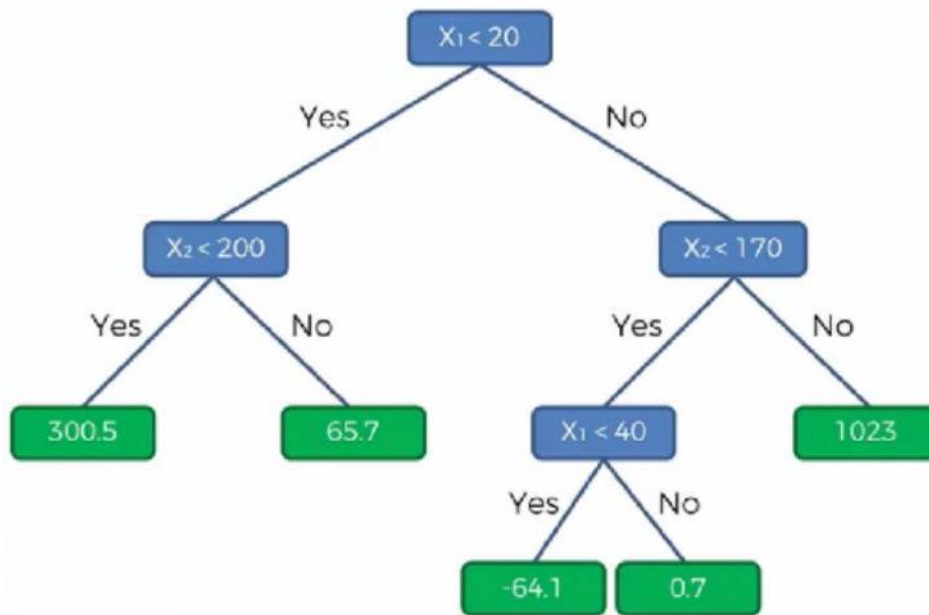 X₁ < 20
Yes
No
X₂ < 200
X₂ < 170
Yes
No
Yes
No
300.5
65.7
X₁ < 40
1023
Yes
No
-64.1
0.7